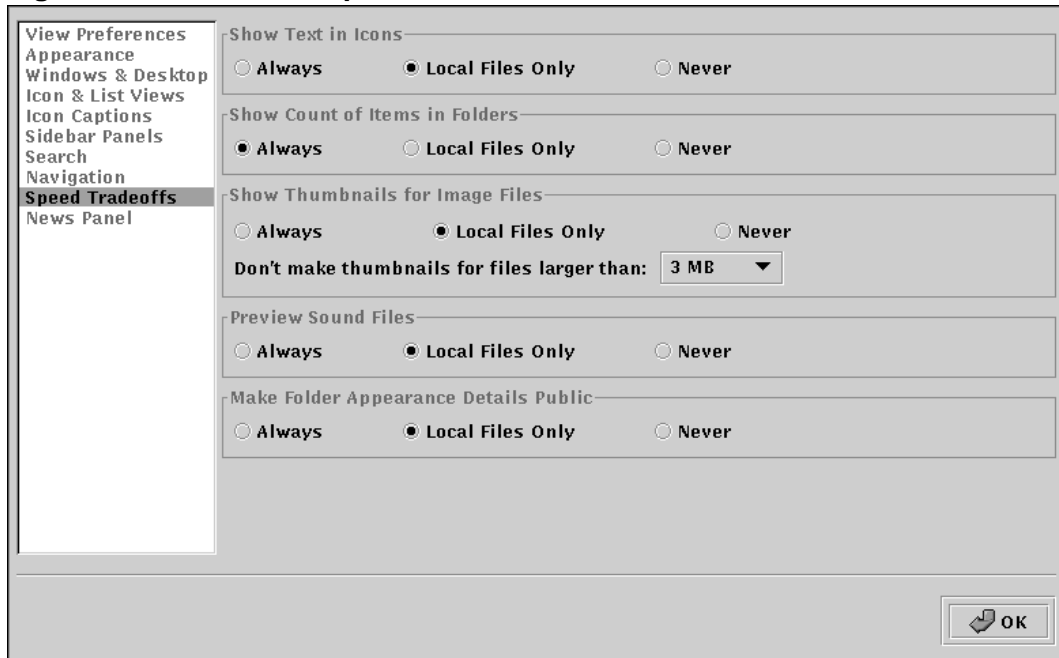 View Preferences
Appearance
Windows & Desktop
Icon & List Views
Icon Captions
Sidebar Panels
Search
Navigation
Speed Tradeoffs
News Panel
Show Text in Icons
Always Local Files Only Never
Show Count of Items in Folders
Always Local Files Only Never
Show Thumbnails for Image Files
Always Local Files Only Never
Don't make thumbnails for files larger than: 3 MB
Preview Sound Files
Always Local Files Only Never
Make Folder Appearance Details Public
Always Local Files Only Never
OK